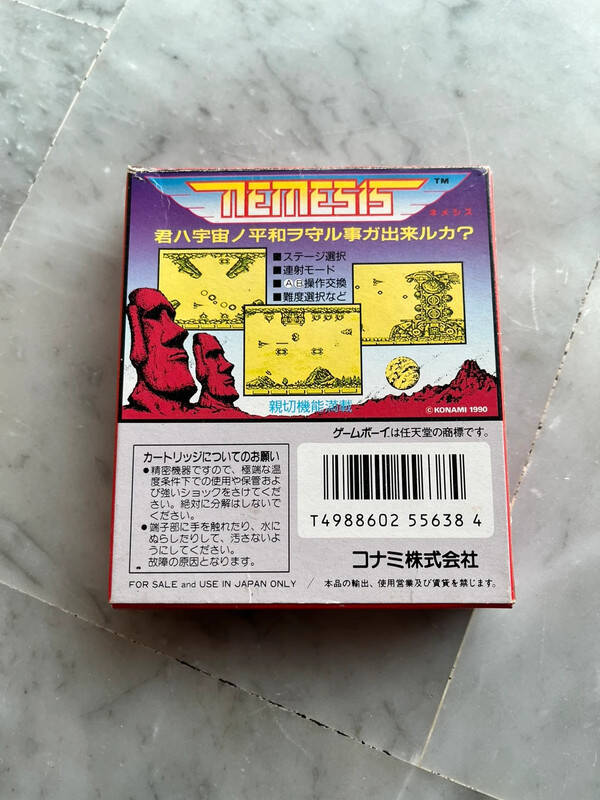 NEMESIS TM
ネメシス
君ハ宇宙ノ平和ヲ守ル事ガ出来ルカ?
■ステージ選択
■連射モード
■ⒶⒷ操作交換
■難度選択など
親切機能満載
© KONAMI 1990
ゲームボーイは任天堂の商標です。
カートリッジについてのお願い
●精密機器ですので、極端な温
度条件下での使用や保管およ
び強いショックをさけてくだ
さい。絶対に分解はしないで
ください。
●端子部に手を触れたり、水に
ぬらしたりして、汚さないよ
うにしてください。
故障の原因となります。
T4988602 55638 4
コナミ株式会社
FOR SALE and USE IN JAPAN ONLY / 本品の輸出、使用営業及び賃貸を禁じます。